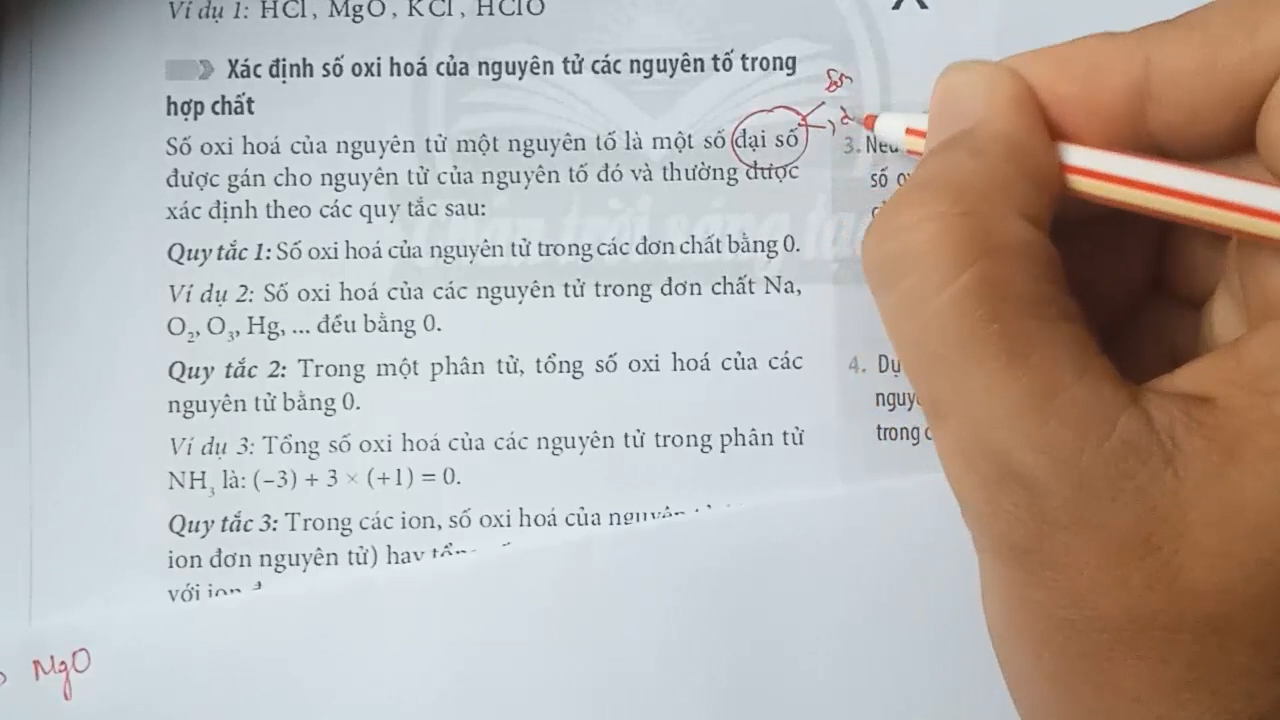 Ví dụ 1: HCl, MgO, KCl, HClO
Xác định số oxi hoá của nguyên tử các nguyên tố trong
hợp chất
Số oxi hoá của nguyên tử một nguyên tố là một số đại số
được gán cho nguyên tử của nguyên tố đó và thường được
xác định theo các quy tắc sau:
Quy tắc 1: Số oxi hoá của nguyên tử trong các đơn chất bằng 0.
Ví dụ 2: Số oxi hoá của các nguyên tử trong đơn chất Na,
O₂, O₃, Hg, ... đều bằng 0.
Quy tắc 2: Trong một phân tử, tổng số oxi hoá của các
nguyên tử bằng 0.
Ví dụ 3: Tổng số oxi hoá của các nguyên tử trong phân tử
NH₃ là: (–3) + 3 × (+1) = 0.
Quy tắc 3: Trong các ion, số oxi hoá của nguyên
ion đơn nguyên tử) hay tổng
với ion
3. Nêu
số
4. Dự
trong
MgO